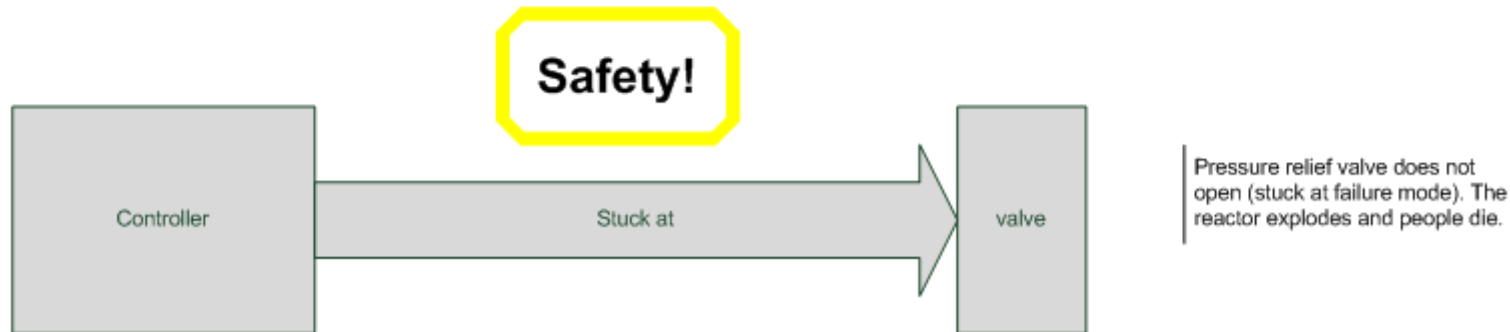 Safety!
Controller
Stuck at
valve
Pressure relief valve does not
open (stuck at failure mode). The
reactor explodes and people die.